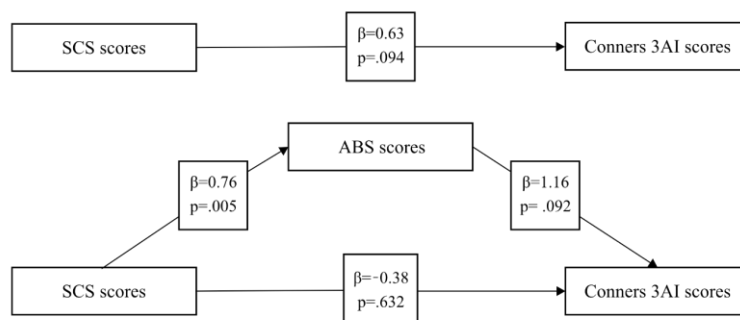 SCS scores
β=0.63
p=.094
Conners 3AI scores
ABS scores
β=0.76
p=.005
β=1.16
p= .092
SCS scores
β=-0.38
p=.632
Conners 3AI scores